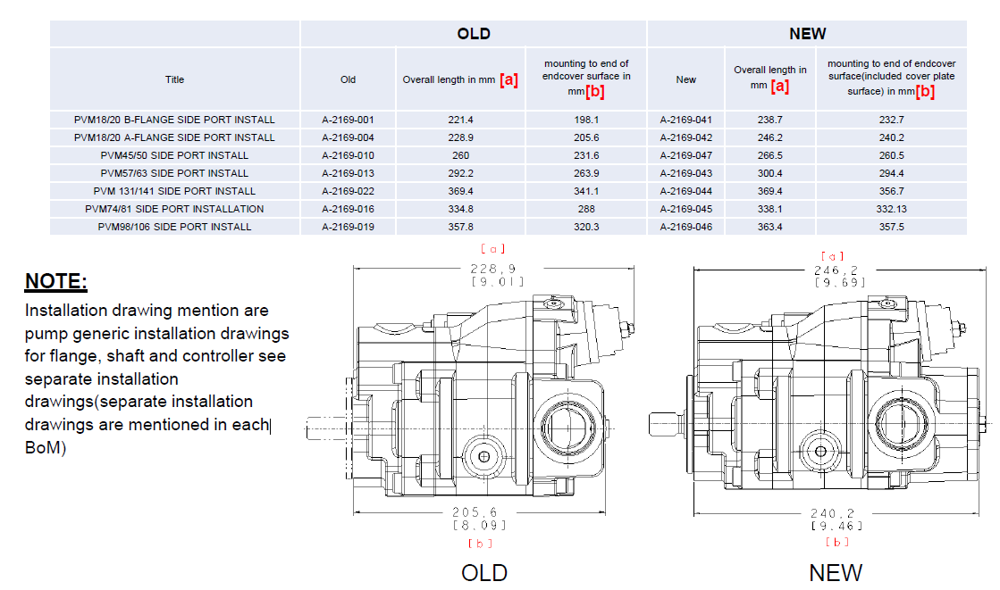 OLD NEW
Title Old Overall length in mm [a] mounting to end of endcover surface in mm[b] New Overall length in mm [a] mounting to end of endcover surface(included cover plate surface) in mm[b]
PVM18/20 B-FLANGE SIDE PORT INSTALL A-2169-001 221.4 198.1 A-2169-041 238.7 232.7
PVM18/20 A-FLANGE SIDE PORT INSTALL A-2169-004 228.9 205.6 A-2169-042 246.2 240.2
PVM45/50 SIDE PORT INSTALL A-2169-010 260 231.6 A-2169-047 266.5 260.5
PVM57/63 SIDE PORT INSTALL A-2169-013 292.2 263.9 A-2169-043 300.4 294.4
PVM 131/141 SIDE PORT INSTALL A-2169-022 369.4 341.1 A-2169-044 369.4 356.7
PVM74/81 SIDE PORT INSTALLATION A-2169-016 334.8 288 A-2169-045 338.1 332.13
PVM98/106 SIDE PORT INSTALL A-2169-019 357.8 320.3 A-2169-046 363.4 357.5
NOTE:
Installation drawing mention are
pump generic installation drawings
for flange, shaft and controller see
separate installation
drawings(separate installation
drawings are mentioned in each
BoM)
[a]
228,9
[9.01]
205,6
[8.09]
[b]
OLD
[a]
246,2
[9.69]
240.2
[9.46]
[b]
NEW